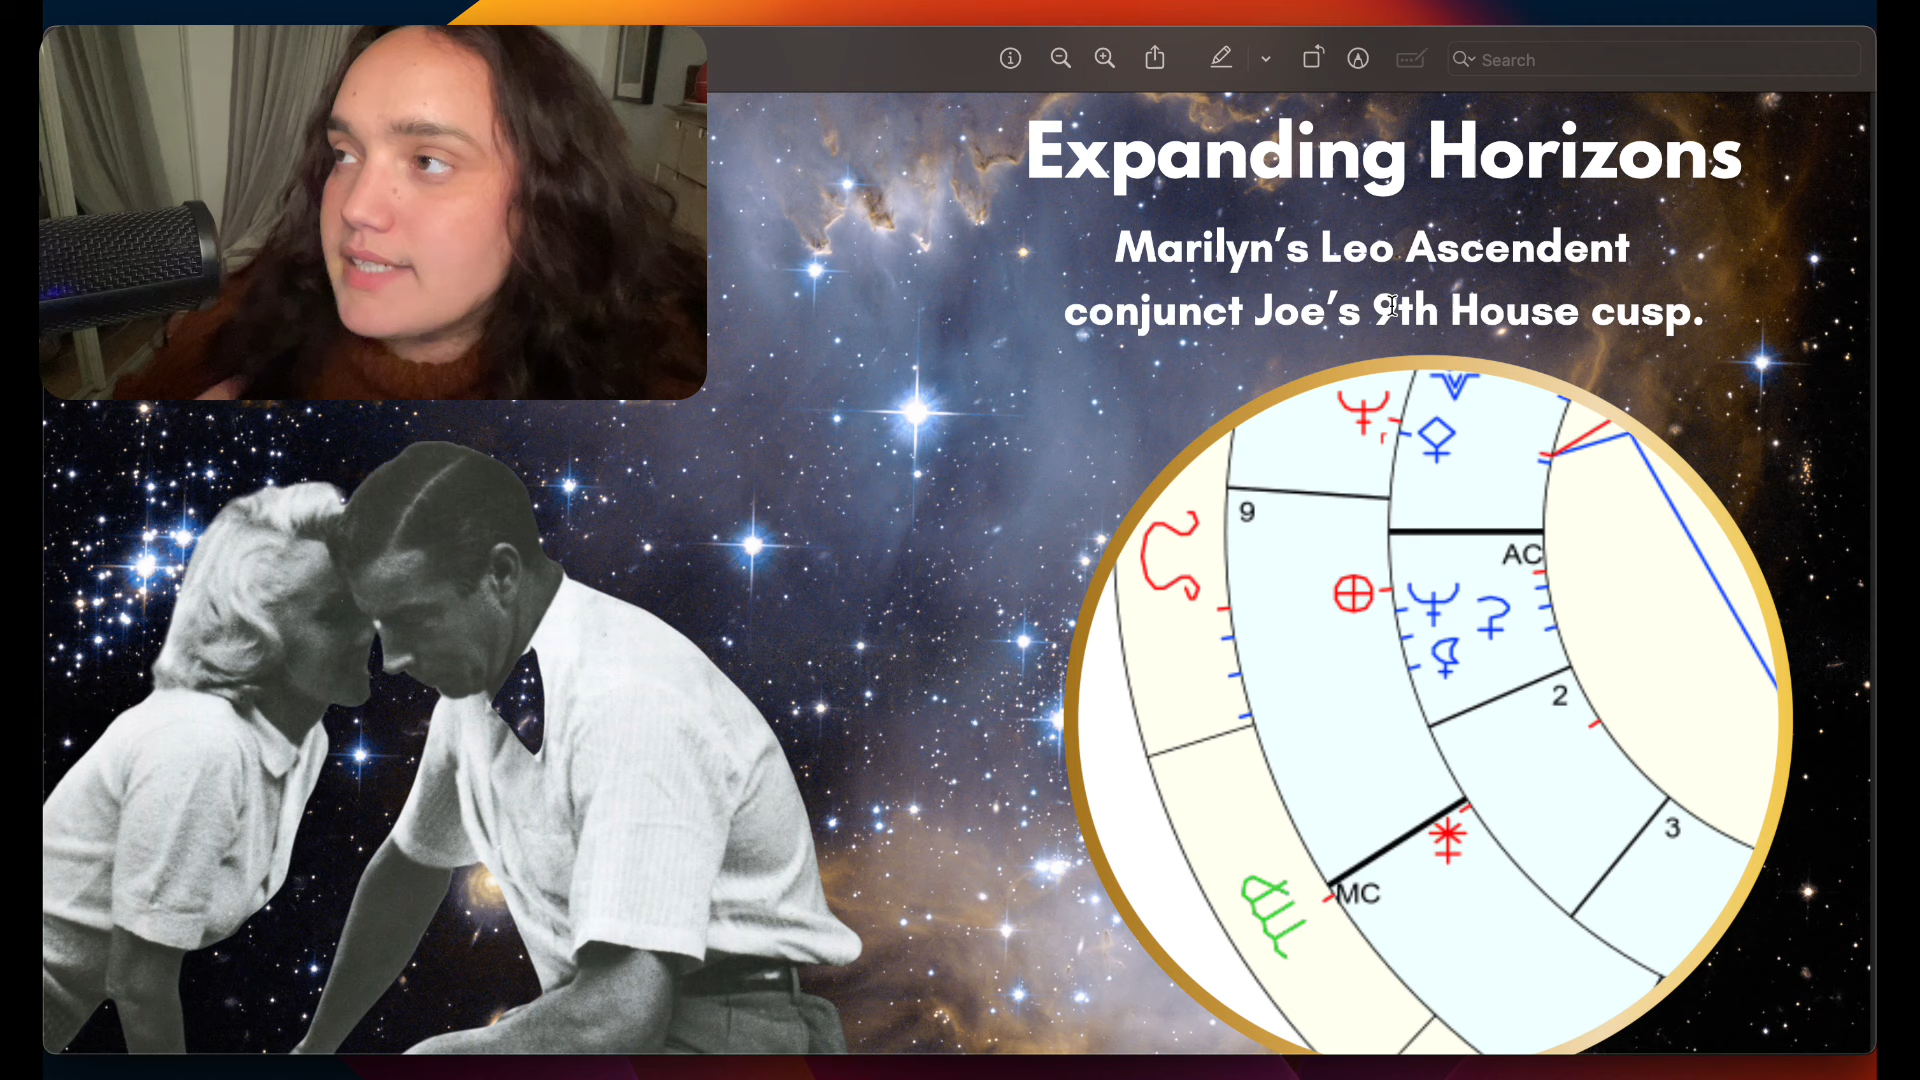 Search
Expanding Horizons
Marilyn’s Leo Ascendent
conjunct Joe’s 9th House cusp.
9
AC
2
3
MC